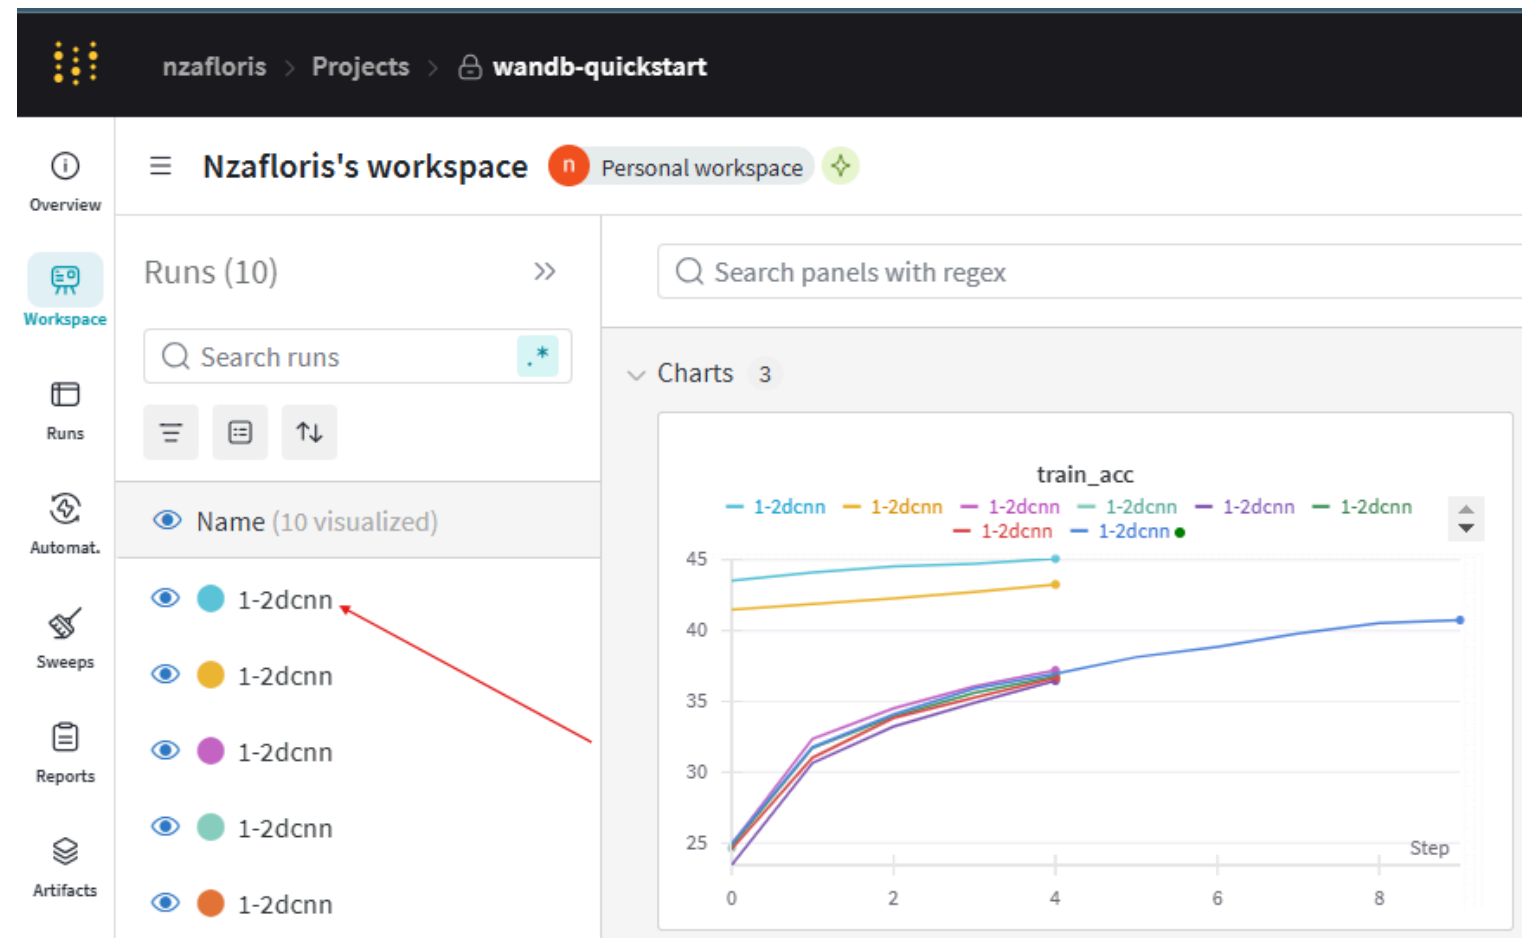 nzafloris > Projects > wandb-quickstart
Nzafloris's workspace n Personal workspace
Overview
Workspace
Runs
Automat.
Sweeps
Reports
Artifacts
Runs (10)
Search runs .*
Name (10 visualized)
1-2dcnn
1-2dcnn
1-2dcnn
1-2dcnn
1-2dcnn
Search panels with regex
Charts 3
train_acc
1-2dcnn 1-2dcnn 1-2dcnn 1-2dcnn 1-2dcnn 1-2dcnn
1-2dcnn 1-2dcnn
45
40
35
30
25
Step
0 2 4 6 8